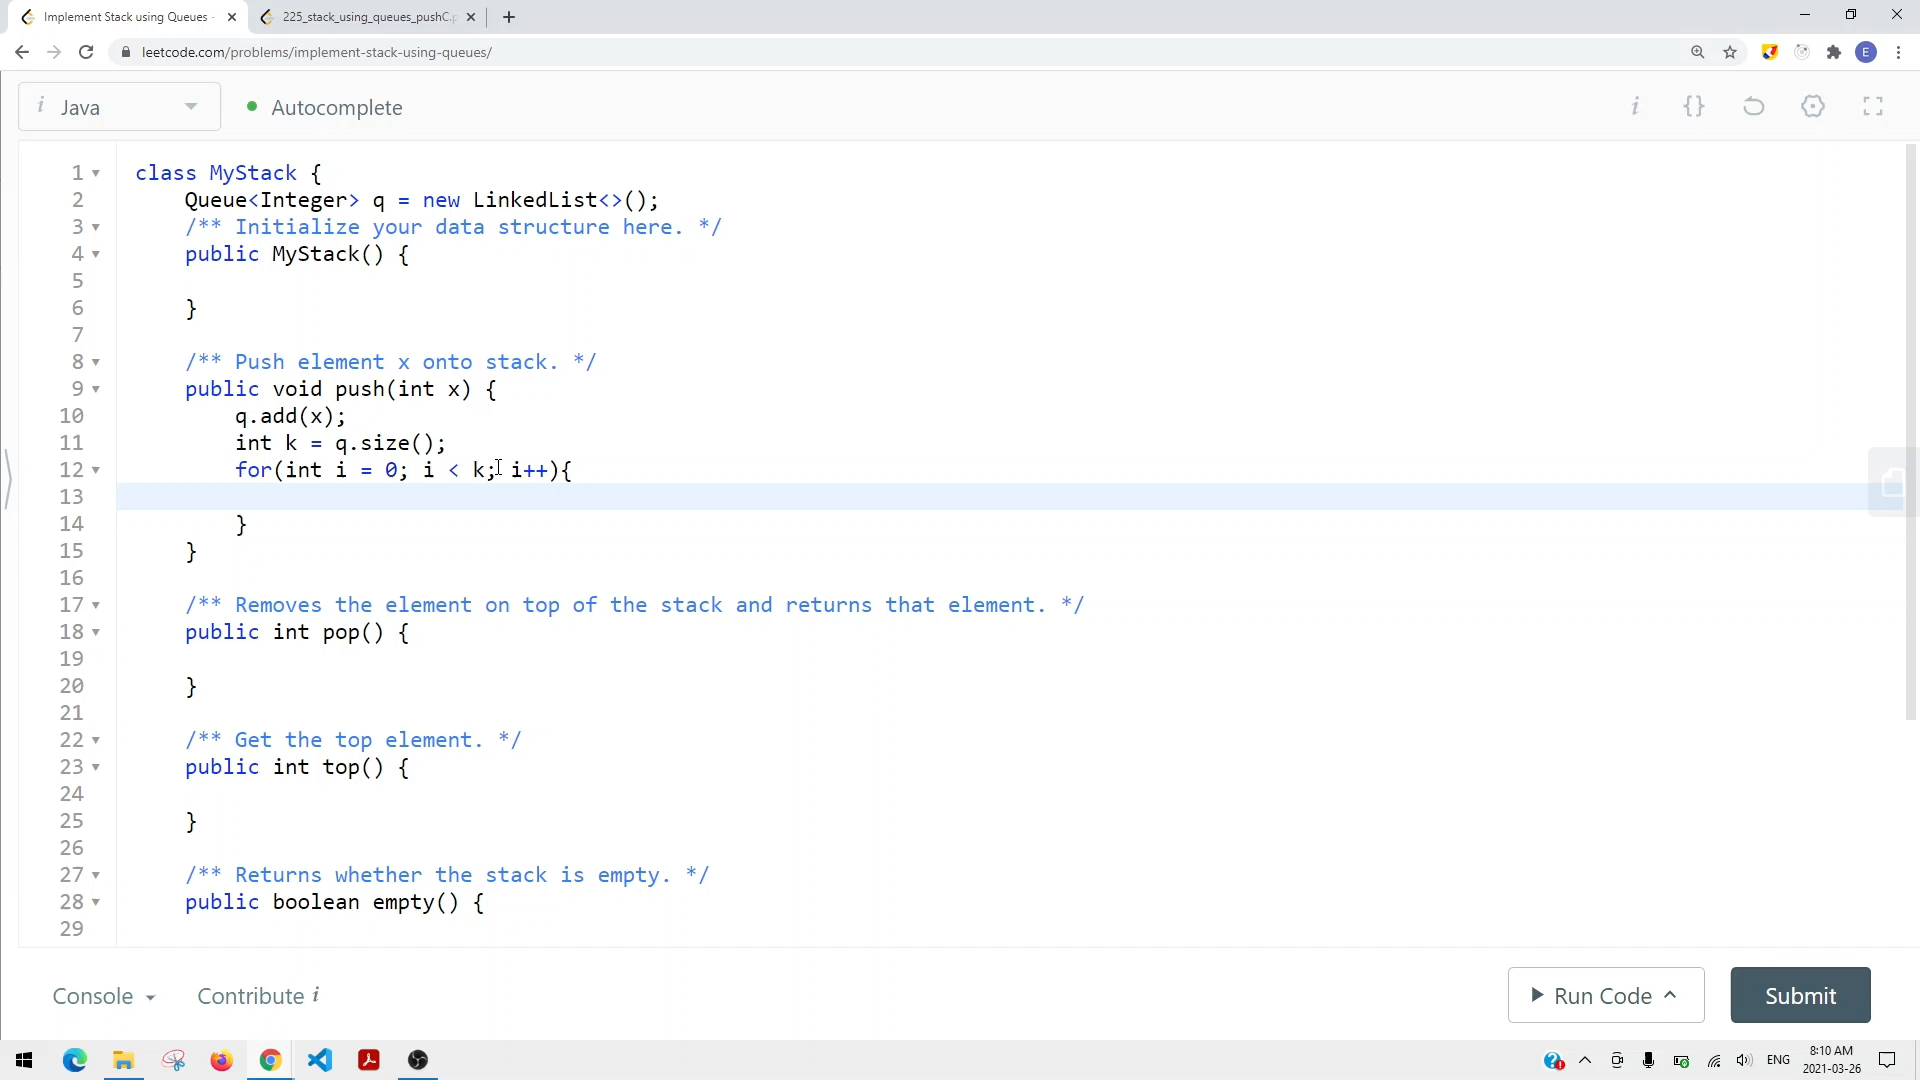 Implement Stack using Queues -
225_stack_using_queues_pushC.p
leetcode.com/problems/implement-stack-using-queues/
E
i Java
Autocomplete
i {}
1 class MyStack {
2 Queue<Integer> q = new LinkedList<>();
3 /** Initialize your data structure here. */
4 public MyStack() {
5
6 }
7
8 /** Push element x onto stack. */
9 public void push(int x) {
10 q.add(x);
11 int k = q.size();
12 for(int i = 0; i < k; i++){
13
14 }
15 }
16
17 /** Removes the element on top of the stack and returns that element. */
18 public int pop() {
19
20 }
21
22 /** Get the top element. */
23 public int top() {
24
25 }
26
27 /** Returns whether the stack is empty. */
28 public boolean empty() {
29
Console Contribute i Run Code Submit
ENG 8:10 AM
2021-03-26